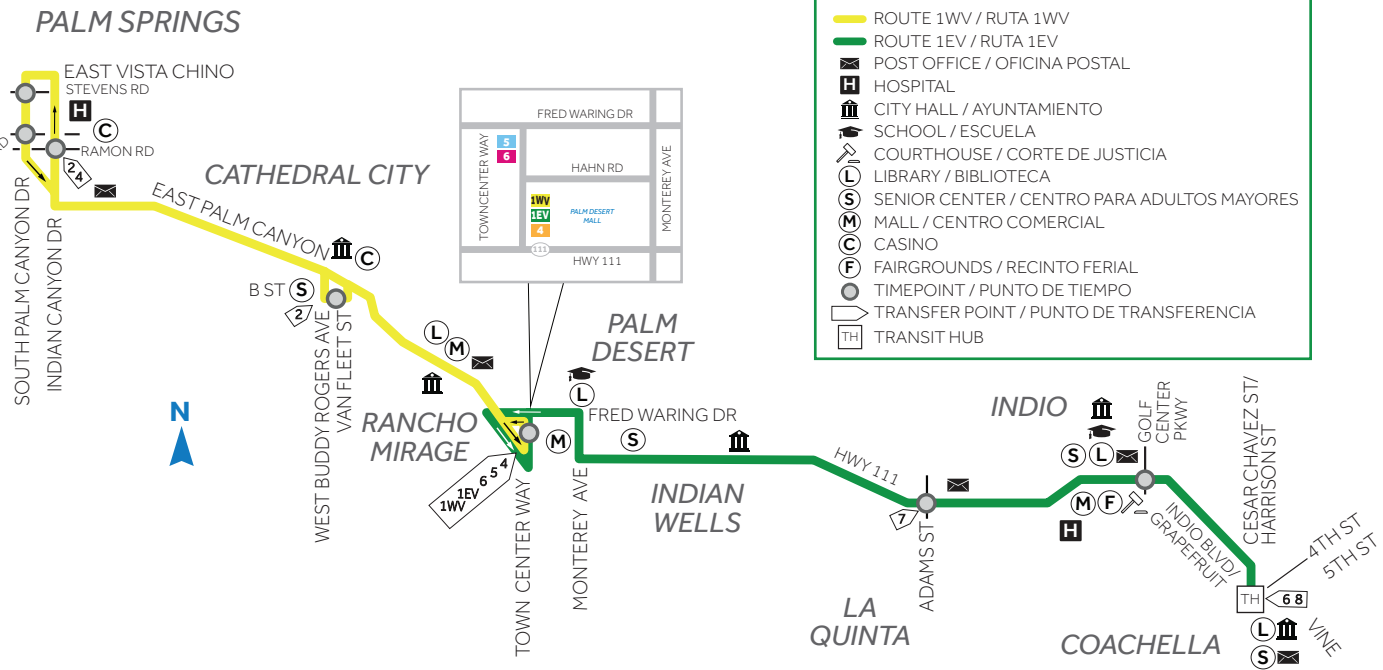 PALM SPRINGS
EAST VISTA CHINO
STEVENS RD
H
C
RAMON RD
2 4
SOUTH PALM CANYON DR
INDIAN CANYON DR
CATHEDRAL CITY
EAST PALM CANYON
C
B ST
S
2
WEST BUDDY ROGERS AVE
VAN FLEET ST
N
L
M
RANCHO
MIRAGE
1WV
1EV
6 5 4
FRED WARING DR
TOWNCENTER WAY
5
6
HAHN RD
MONTEREY AVE
1WV
1EV
4
PALM DESERT
MALL
111
HWY 111
PALM
DESERT
L
FRED WARING DR
M
S
TOWN CENTER WAY
MONTEREY AVE
INDIAN
WELLS
HWY 111
7
ADAMS ST
LA
QUINTA
INDIO
S
L
M
F
H
GOLF
CENTER
PKWY
INDIO BLVD/
GRAPEFRUIT
CESAR CHAVEZ ST/
HARRISON ST
4TH ST
5TH ST
TH
6 8
COACHELLA
L
S
VINE
ROUTE 1WV / RUTA 1WV
ROUTE 1EV / RUTA 1EV
POST OFFICE / OFICINA POSTAL
H HOSPITAL
CITY HALL / AYUNTAMIENTO
SCHOOL / ESCUELA
COURTHOUSE / CORTE DE JUSTICIA
L LIBRARY / BIBLIOTECA
S SENIOR CENTER / CENTRO PARA ADULTOS MAYORES
M MALL / CENTRO COMERCIAL
C CASINO
F FAIRGROUNDS / RECINTO FERIAL
TIMEPOINT / PUNTO DE TIEMPO
TRANSFER POINT / PUNTO DE TRANSFERENCIA
TH TRANSIT HUB